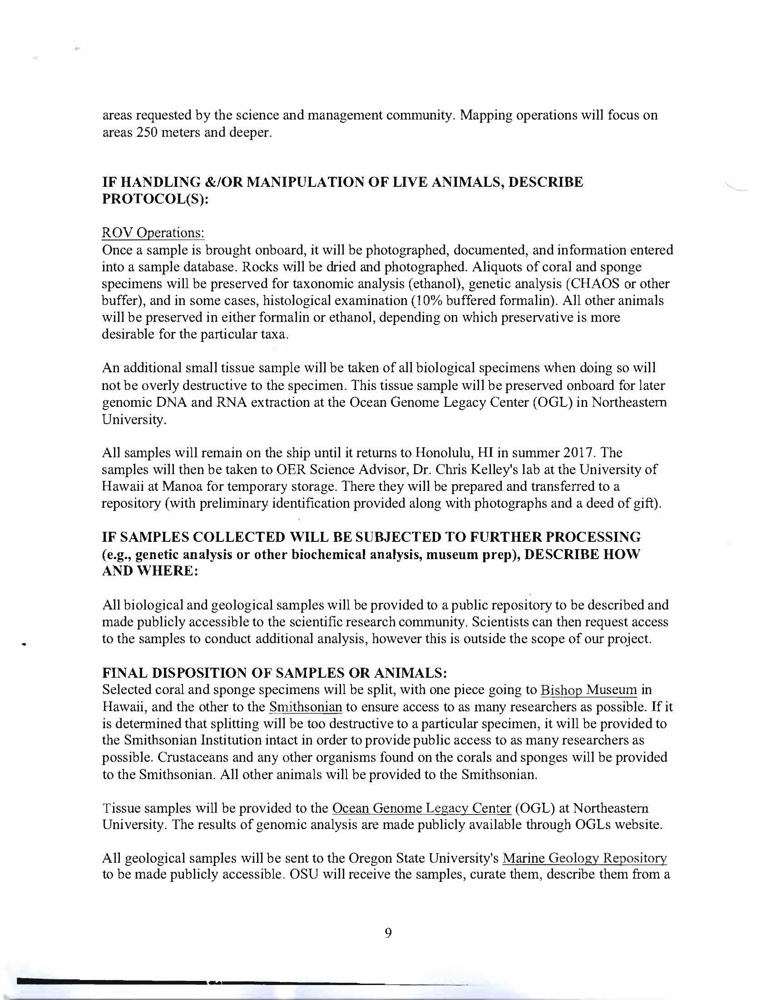 areas requested by the science and management community. Mapping operations will focus on
areas 250 meters and deeper.
IF HANDLING &/OR MANIPULATION OF LIVE ANIMALS, DESCRIBE
PROTOCOL(S):
ROV Operations:
Once a sample is brought onboard, it will be photographed, documented, and information entered
into a sample database. Rocks will be dried and photographed. Aliquots of coral and sponge
specimens will be preserved for taxonomic analysis (ethanol), genetic analysis (CHAOS or other
buffer), and in some cases, histological examination (10% buffered formalin). All other animals
will be preserved in either formalin or ethanol, depending on which preservative is more
desirable for the particular taxa.
An additional small tissue sample will be taken of all biological specimens when doing so will
not be overly destructive to the specimen. This tissue sample will be preserved onboard for later
genomic DNA and RNA extraction at the Ocean Genome Legacy Center (OGL) in Northeastern
University.
All samples will remain on the ship until it returns to Honolulu, HI in summer 2017. The
samples will then be taken to OER Science Advisor, Dr. Chris Kelley's lab at the University of
Hawaii at Manoa for temporary storage. There they will be prepared and transferred to a
repository (with preliminary identification provided along with photographs and a deed of gift).
IF SAMPLES COLLECTED WILL BE SUBJECTED TO FURTHER PROCESSING
(e.g., genetic analysis or other biochemical analysis, museum prep), DESCRIBE HOW
AND WHERE:
All biological and geological samples will be provided to a public repository to be described and
made publicly accessible to the scientific research community. Scientists can then request access
to the samples to conduct additional analysis, however this is outside the scope of our project.
FINAL DISPOSITION OF SAMPLES OR ANIMALS:
Selected coral and sponge specimens will be split, with one piece going to Bishop Museum in
Hawaii, and the other to the Smithsonian to ensure access to as many researchers as possible. If it
is determined that splitting will be too destructive to a particular specimen, it will be provided to
the Smithsonian Institution intact in order to provide public access to as many researchers as
possible. Crustaceans and any other organisms found on the corals and sponges will be provided
to the Smithsonian. All other animals will be provided to the Smithsonian.
Tissue samples will be provided to the Ocean Genome Legacy Center (OGL) at Northeastern
University. The results of genomic analysis are made publicly available through OGLs website.
All geological samples will be sent to the Oregon State University's Marine Geology Repository
to be made publicly accessible. OSU will receive the samples, curate them, describe them from a
9